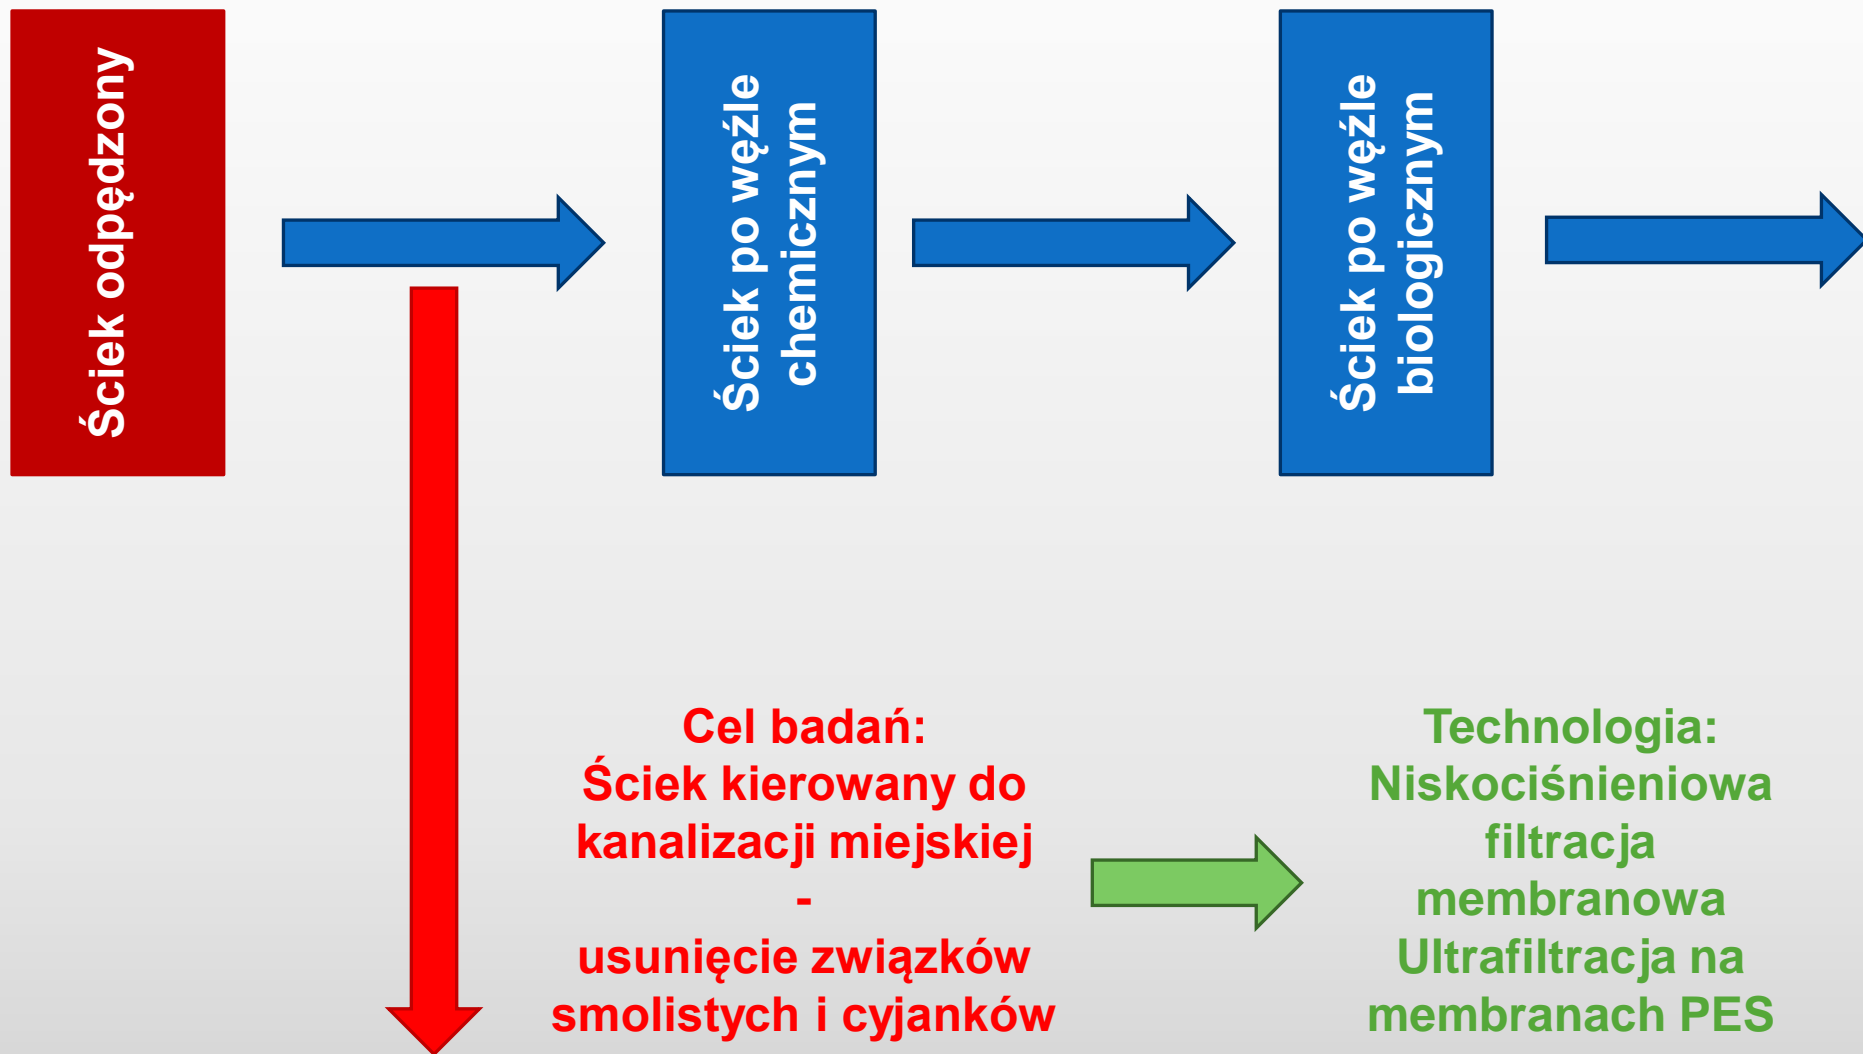 Ściek odpędzony
Ściek po węźle
chemicznym
Ściek po węźle
biologicznym
Cel badań:
Ściek kierowany do
kanalizacji miejskiej
-
usunięcie związków
smolistych i cyjanków
Technologia:
Niskociśnieniowa
filtracja
membranowa
Ultrafiltracja na
membranach PES